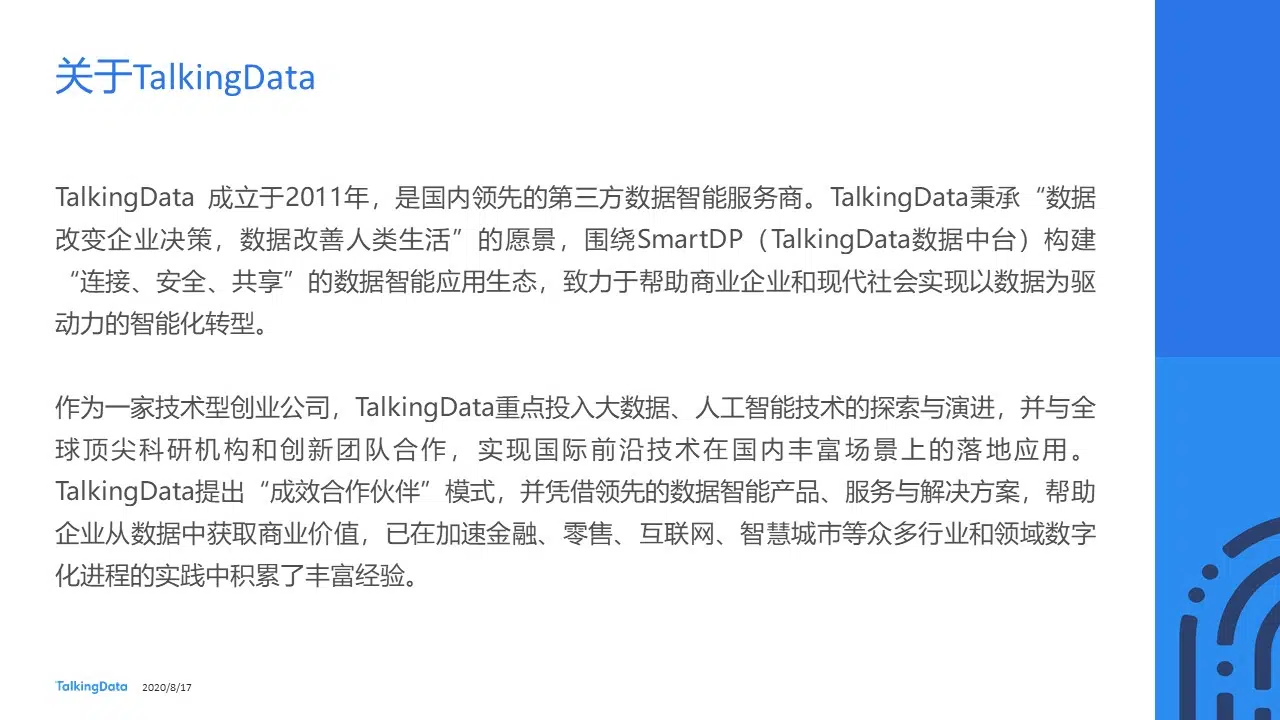 关于TalkingData
TalkingData 成立于2011年，是国内领先的第三方数据智能服务商。TalkingData秉承“数据
改变企业决策，数据改善人类生活”的愿景，围绕SmartDP（TalkingData数据中台）构建
“连接、安全、共享”的数据智能应用生态，致力于帮助商业企业和现代社会实现以数据为驱
动力的智能化转型。
作为一家技术型创业公司，TalkingData重点投入大数据、人工智能技术的探索与演进，并与全
球顶尖科研机构和创新团队合作，实现国际前沿技术在国内丰富场景上的落地应用。
TalkingData提出“成效合作伙伴”模式，并凭借领先的数据智能产品、服务与解决方案，帮助
企业从数据中获取商业价值，已在加速金融、零售、互联网、智慧城市等众多行业和领域数字
化进程的实践中积累了丰富经验。
TalkingData 2020/8/17